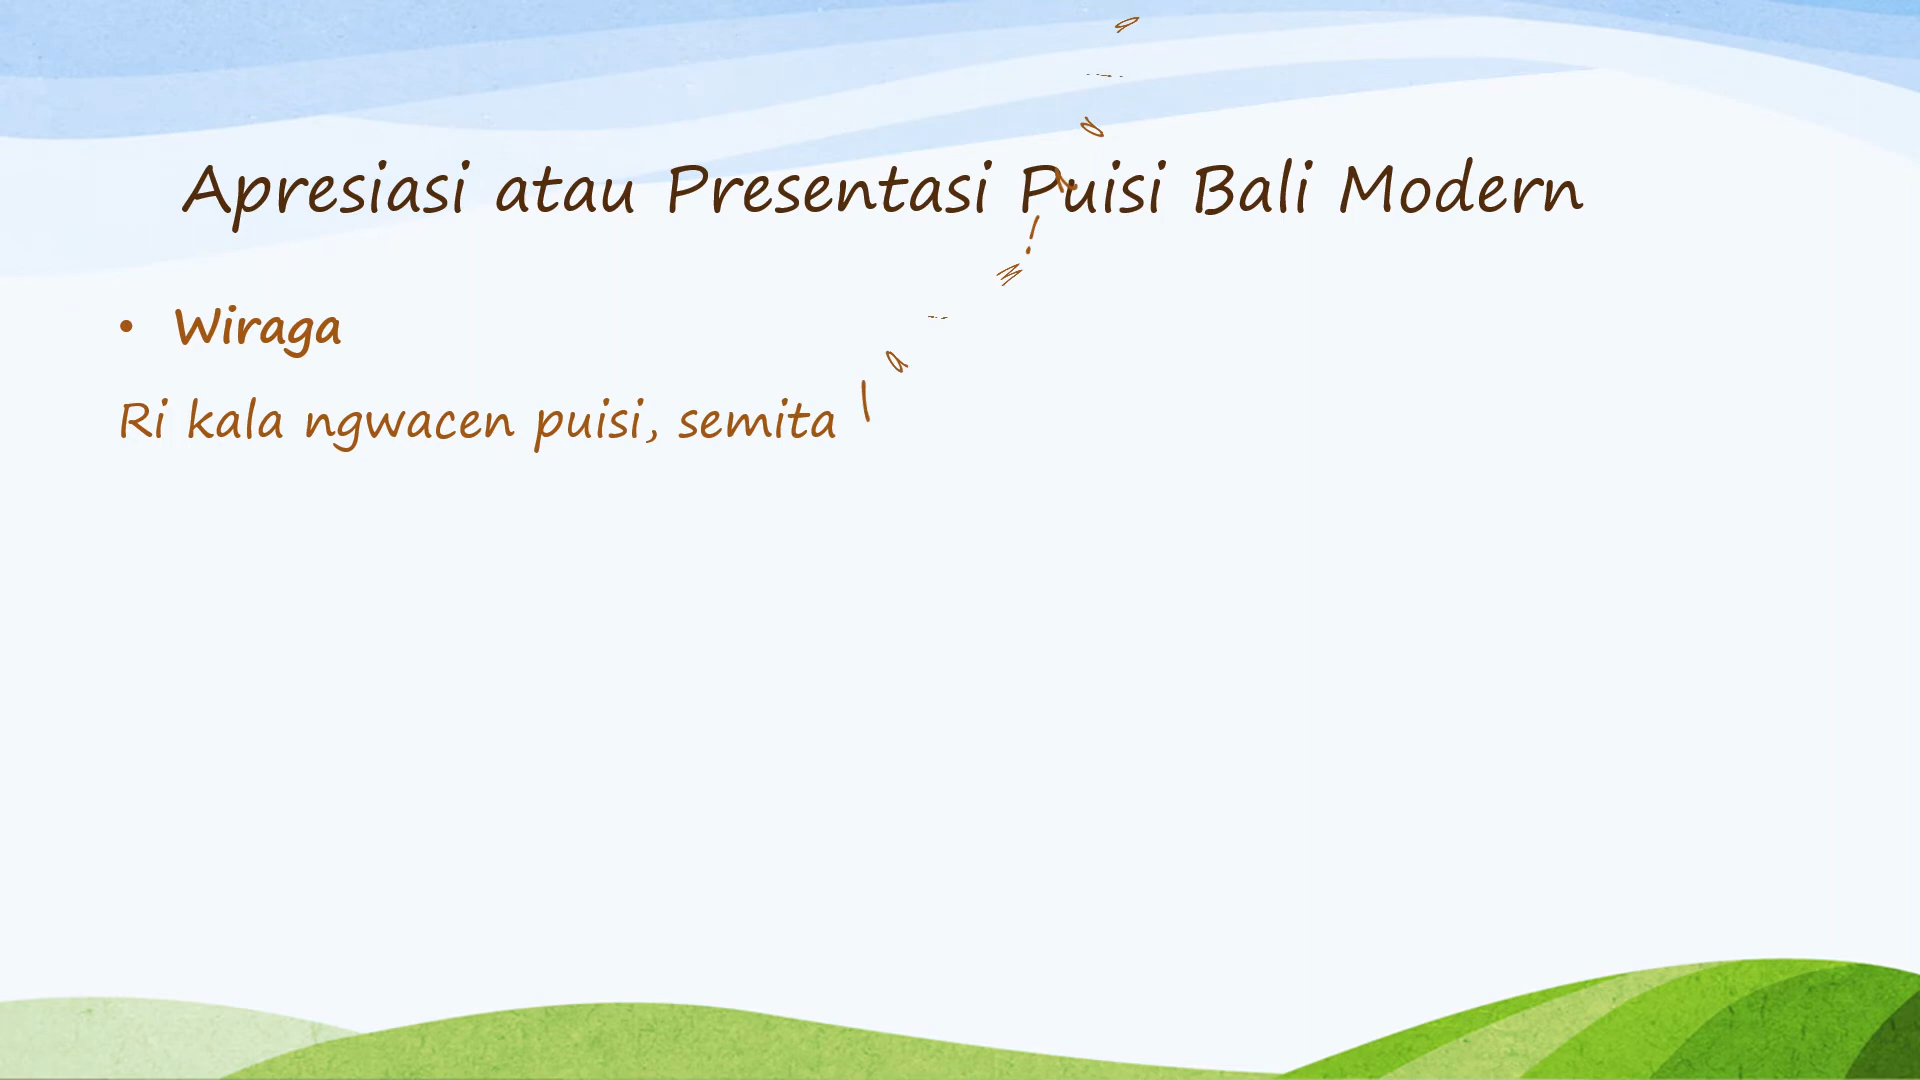 Apresiasi atau Presentasi Puisi Bali Modern
• Wiraga
Ri kala ngwacen puisi, semita